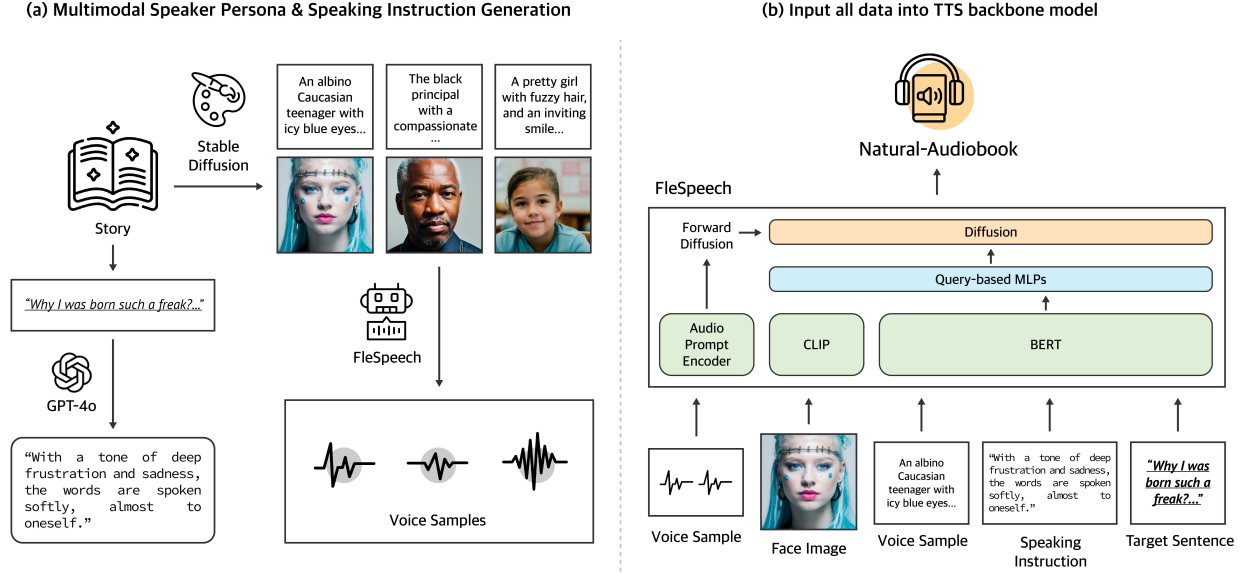 (a) Multimodal Speaker Persona & Speaking Instruction Generation
Stable
Diffusion
An albino
Caucasian
teenager with
icy blue eyes...
The black
principal
with a
compassionate
...
A pretty girl
with fuzzy hair,
and an inviting
smile...
Story
“Why I was born such a freak?...”
GPT-4o
“With a tone of deep
frustration and sadness,
the words are spoken
softly, almost to
oneself.”
FleSpeech
Voice Samples
(b) Input all data into TTS backbone model
Natural-Audiobook
FleSpeech
Forward
Diffusion
Diffusion
Query-based MLPs
Audio
Prompt
Encoder
CLIP
BERT
Voice Sample
Face Image
An albino
Caucasian
teenager with
icy blue eyes...
Voice Sample
“With a tone of deep
frustration and sadness,
the words are spoken
softly, almost to
oneself.”
Speaking
Instruction
“Why I was
born such a
freak?...”
Target Sentence